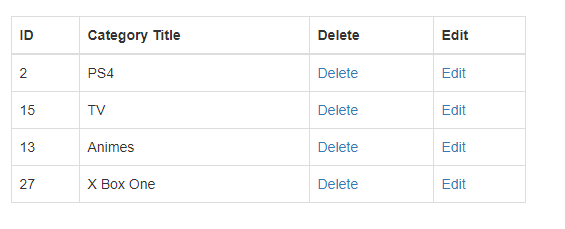 ID Category Title Delete Edit
2 PS4 Delete Edit
15 TV Delete Edit
13 Animes Delete Edit
27 X Box One Delete Edit